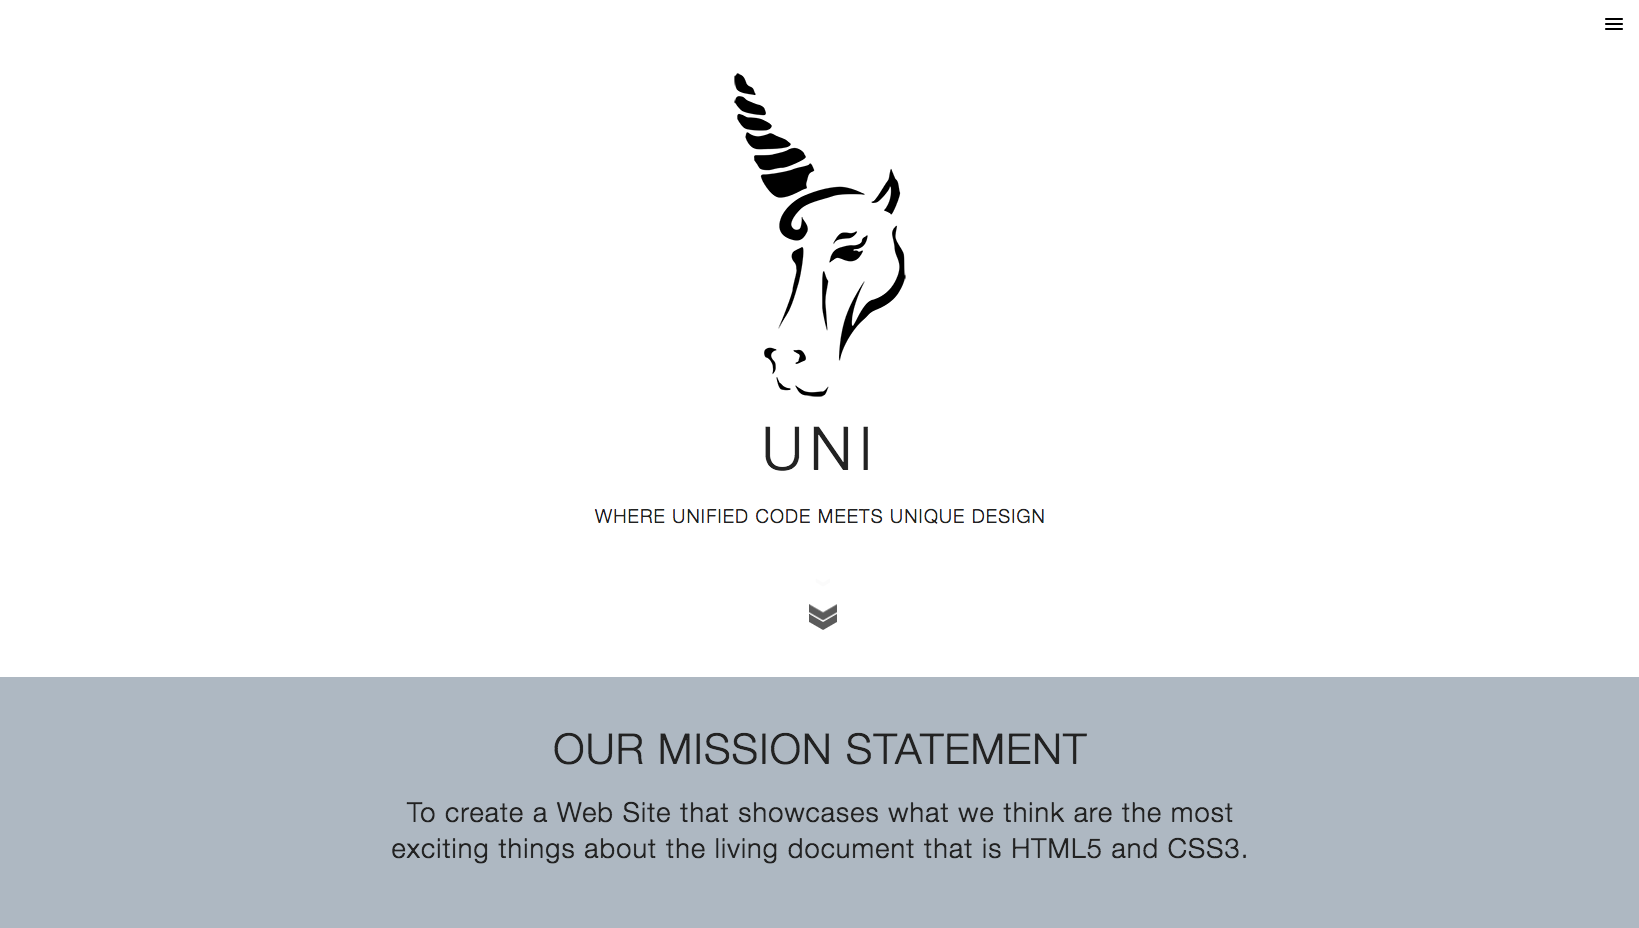 UNI
WHERE UNIFIED CODE MEETS UNIQUE DESIGN
OUR MISSION STATEMENT
To create a Web Site that showcases what we think are the most
exciting things about the living document that is HTML5 and CSS3.